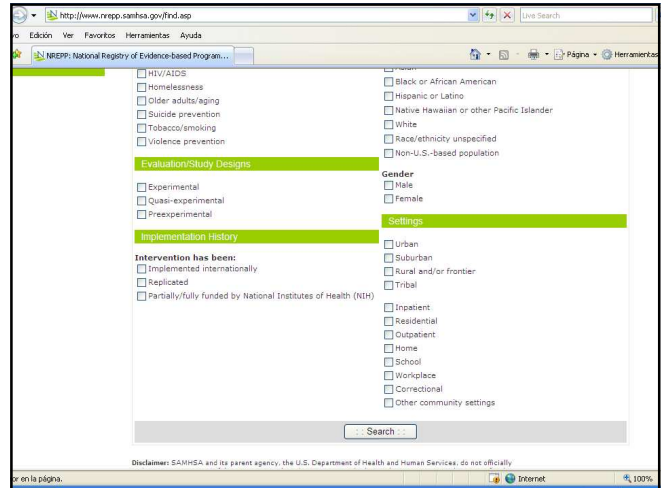 http://www.nrepp.samhsa.gov/find.asp
Live Search
vo Edición Ver Favoritos Herramientas Ayuda
NREPP: National Registry of Evidence-based Program...
Página
Herramientas
HIV/AIDS
Homelessness
Older adults/aging
Suicide prevention
Tobacco/smoking
Violence prevention
Evaluation/Study Designs
Experimental
Quasi-experimental
Preexperimental
Implementation History
Intervention has been:
Implemented internationally
Replicated
Partially/fully funded by National Institutes of Health (NIH)
Asian
Black or African American
Hispanic or Latino
Native Hawaiian or other Pacific Islander
White
Race/ethnicity unspecified
Non-U.S.-based population
Gender
Male
Female
Settings
Urban
Suburban
Rural and/or frontier
Tribal
Inpatient
Residential
Outpatient
Home
School
Workplace
Correctional
Other community settings
: : Search : :
Disclaimer: SAMHSA and its parent agency, the U.S. Department of Health and Human Services, do not officially
or en la página.
Internet
100%